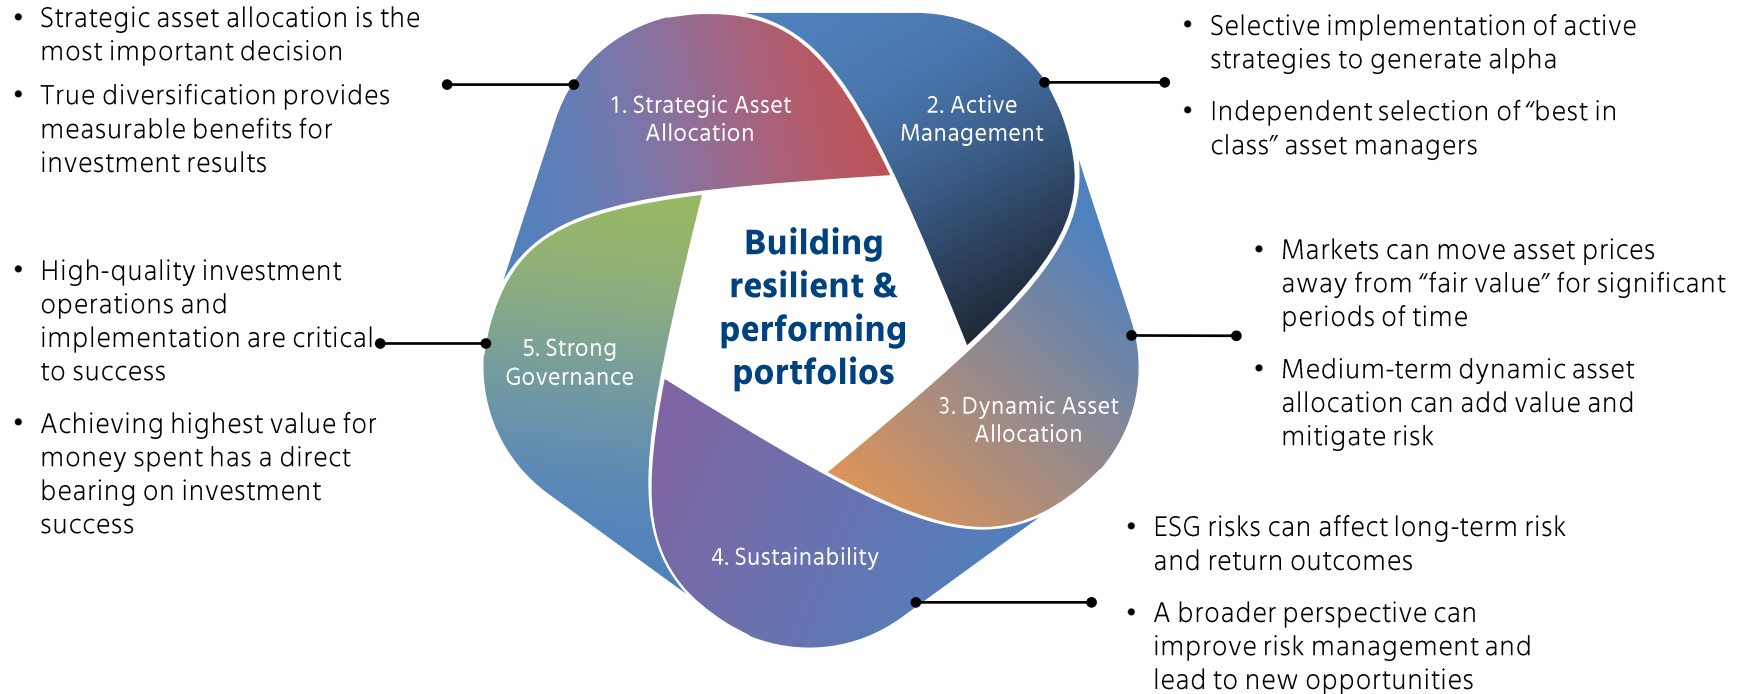 • Strategic asset allocation is the
most important decision
• True diversification provides
measurable benefits for
investment results
1. Strategic Asset
Allocation
2. Active
Management
• Selective implementation of active
strategies to generate alpha
• Independent selection of “best in
class” asset managers
• High-quality investment
operations and
implementation are critical
to success
• Achieving highest value for
money spent has a direct
bearing on investment
success
5. Strong
Governance
Building
resilient &
performing
portfolios
3. Dynamic Asset
Allocation
• Markets can move asset prices
away from “fair value” for significant
periods of time
• Medium-term dynamic asset
allocation can add value and
mitigate risk
4. Sustainability
• ESG risks can affect long-term risk
and return outcomes
• A broader perspective can
improve risk management and
lead to new opportunities